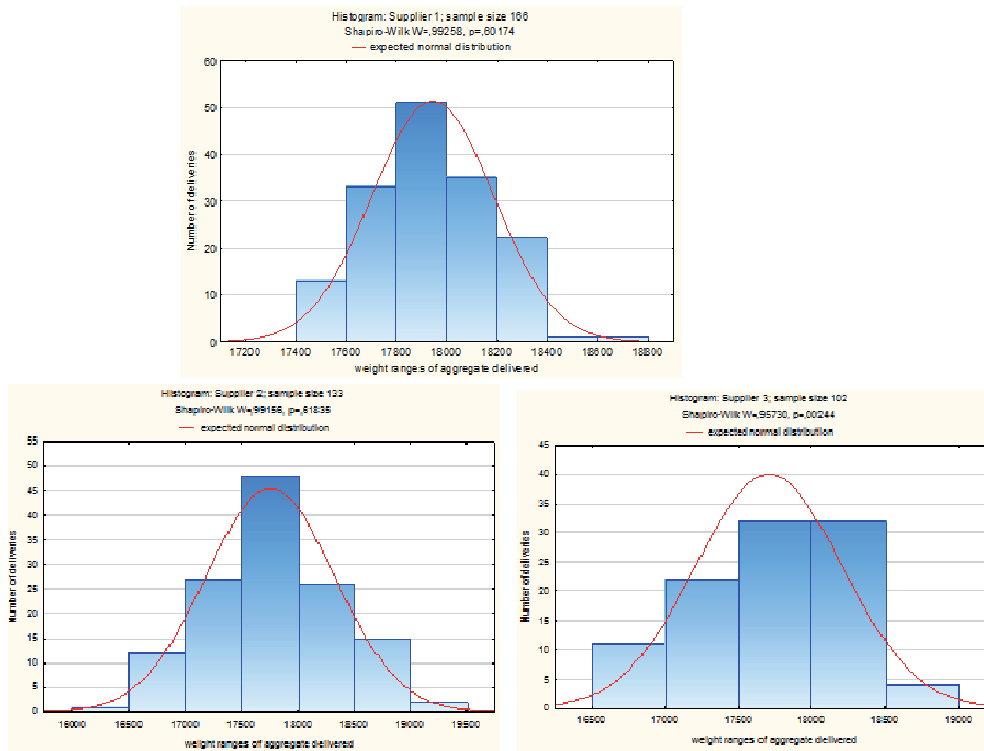 Histogram: Supplier 1; sample size 166
Shapiro-Wilk W=,99258, p=,60174
expected normal distribution
60
50
40
30
20
10
0
Number of deliveries
17200 17400 17600 17800 18000 18200 18400 18600 18800
weight ranges of aggregate delivered
Histogram: Supplier 2; sample size 133
Shapiro-Wilk W=,99156, p=,61835
expected normal distribution
55
50
45
40
35
30
25
20
15
10
5
0
Number of deliveries
16000 16500 17000 17500 18000 18500 19000 19500
weight ranges of aggregate delivered
Histogram: Supplier 3; sample size 102
Shapiro-Wilk W=,95730, p=,00244
expected normal distribution
45
40
35
30
25
20
15
10
5
0
Number of deliveries
16500 17000 17500 18000 18500 19000
weight ranges of aggregate delivered